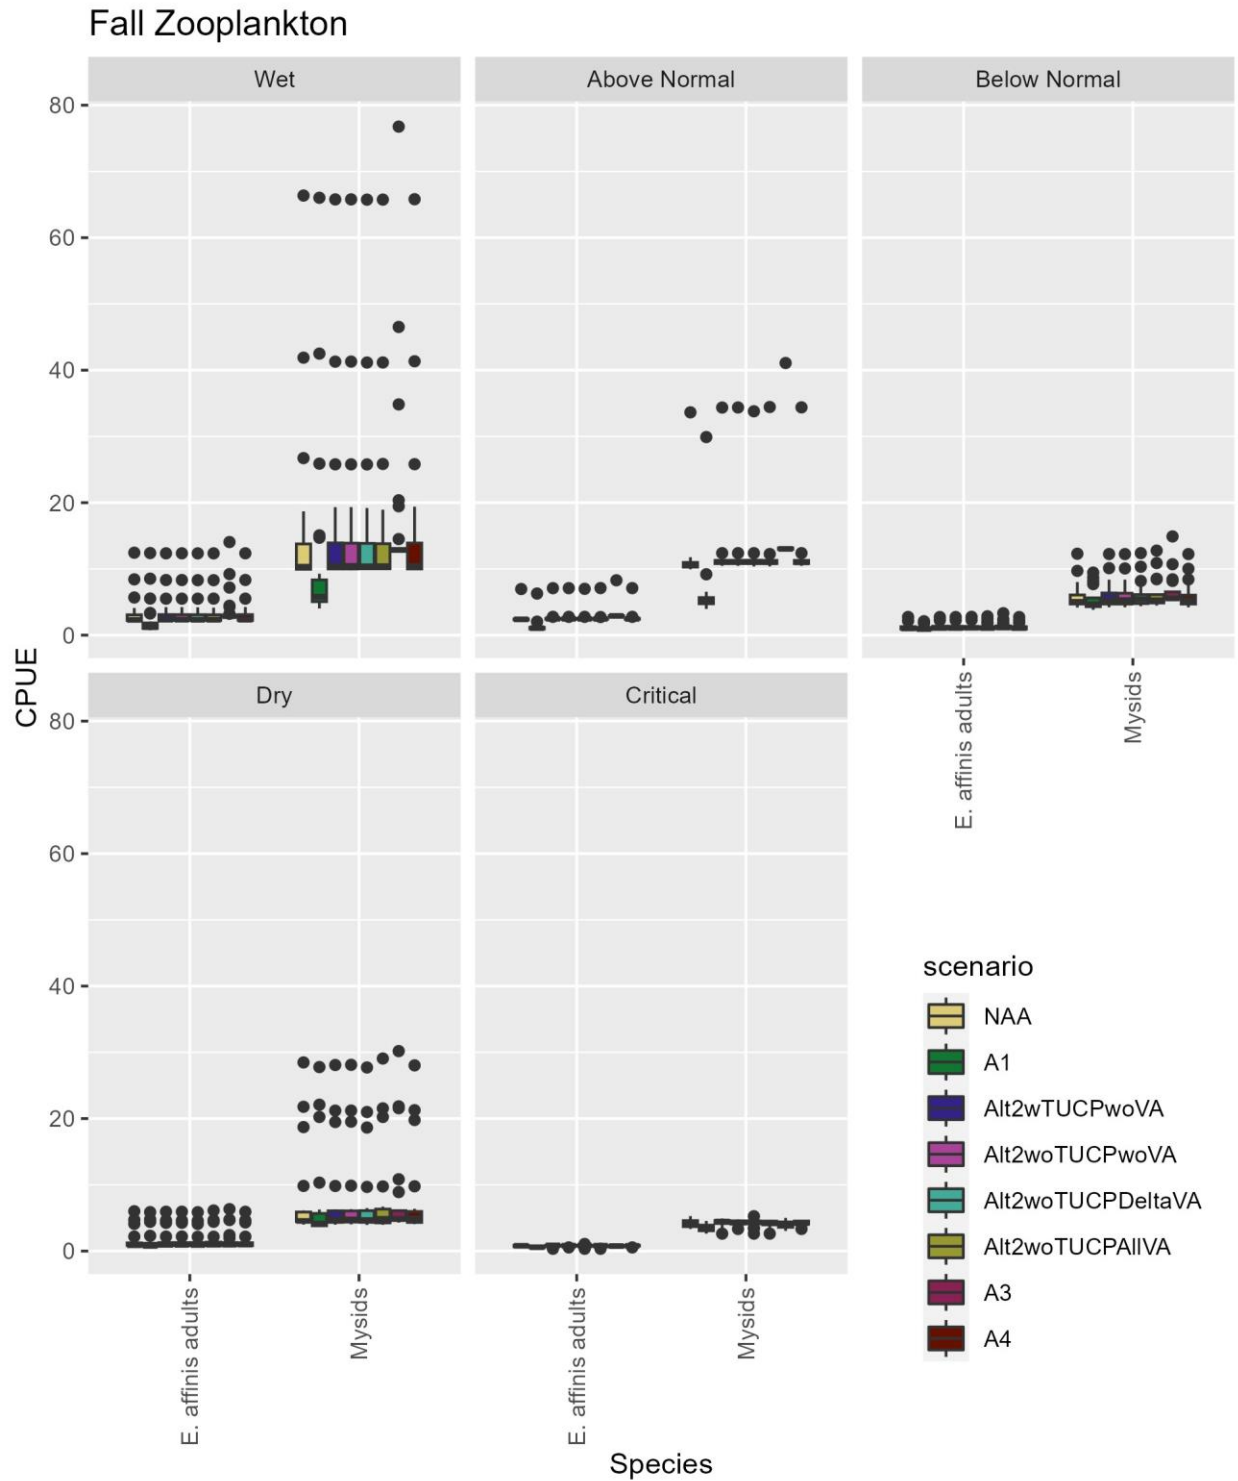 Fall Zooplankton
Wet
Above Normal
Below Normal
80
60
40
20
0
E. affinis adults
Mysids
CPUE
Dry
Critical
80
60
40
20
0
E. affinis adults
Mysids
E. affinis adults
Mysids
Species
scenario
NAA
A1
Alt2wTUCPwoVA
Alt2woTUCPwoVA
Alt2woTUCPDeltaVA
Alt2woTUCPAllVA
A3
A4